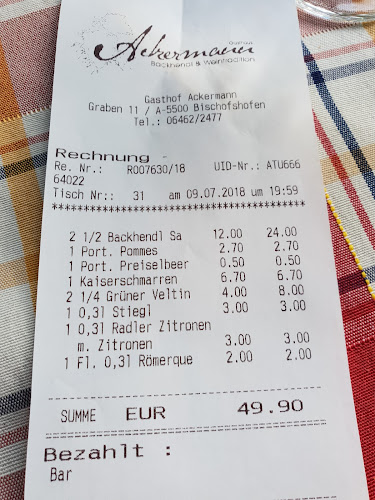 Gasthaus
Ackermann
Backhendl & Weintradition
Gasthof Ackermann
Graben 11 / A-5500 Bischofshofen
Tel.: 06462/2477
Rechnung -
Re. Nr.: R007630/18 UID-Nr.: ATU666
64022
Tisch Nr:: 31 am 09.07.2018 um 19:59
******************************************
2 1/2 Backhendl Sa 12.00 24.00
1 Port. Pommes 2.70 2.70
1 Port. Preiselbeer 0.50 0.50
1 Kaiserschmarren 6.70 6.70
2 1/4 Grüner Veltin 4.00 8.00
1 0,3l Stiegl 3.00 3.00
1 0,3l Radler Zitronen
m. Zitronen 3.00 3.00
1 Fl. 0,3l Römerque 2.00 2.00
SUMME EUR 49.90
Bezahlt :
Bar